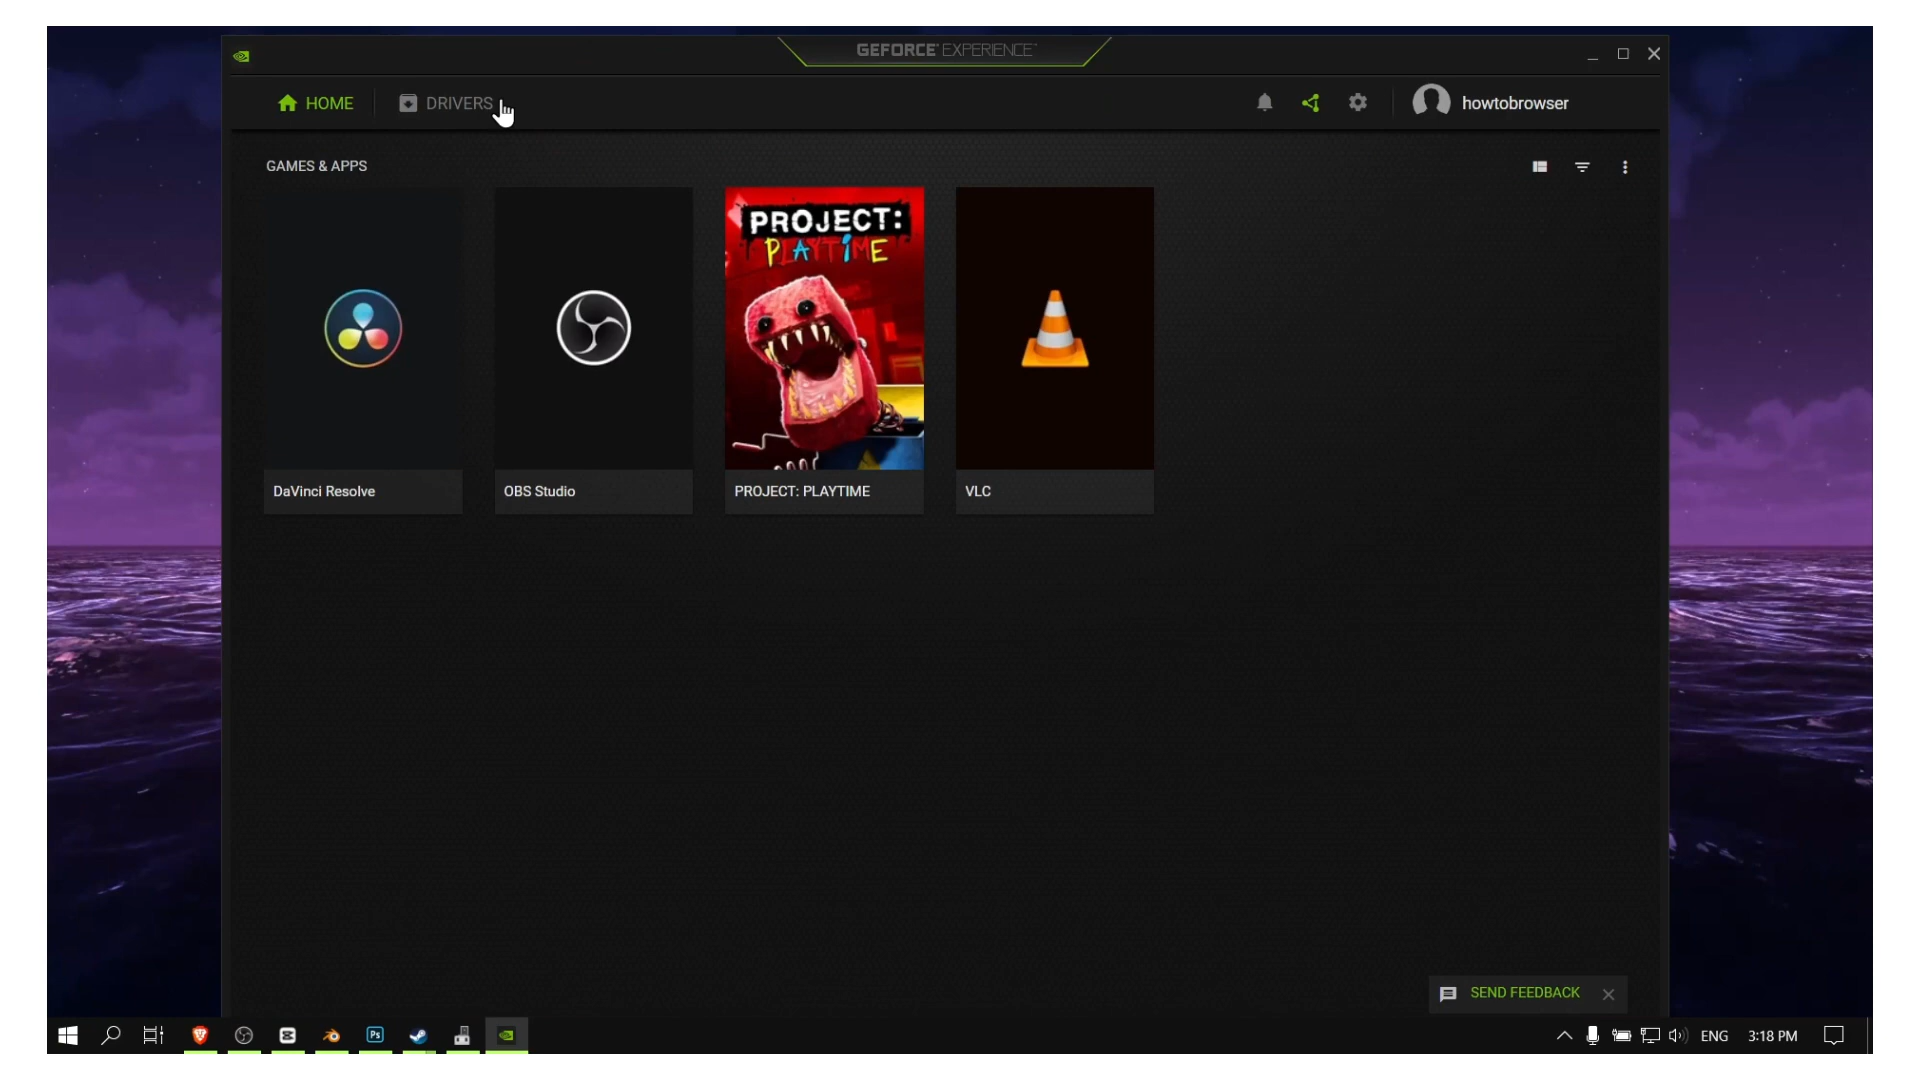 GEFORCE EXPERIENCE
HOME
DRIVERS
howtobrowser
GAMES & APPS
PROJECT:
PLAYTIME
DaVinci Resolve
OBS Studio
PROJECT: PLAYTIME
VLC
SEND FEEDBACK
Ps
ENG
3:18 PM